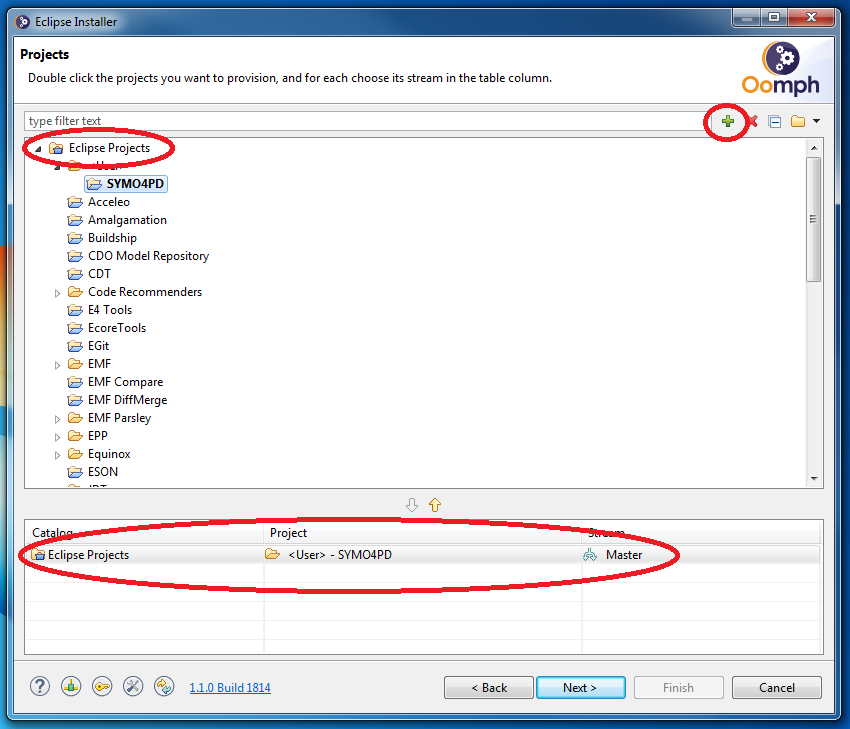 Eclipse Installer
Projects
Double click the projects you want to provision, and for each choose its stream in the table column.
Oomph
type filter text
Eclipse Projects
<User>
SYMO4PD
Acceleo
Amalgamation
Buildship
CDO Model Repository
CDT
Code Recommenders
E4 Tools
EcoreTools
EGit
EMF
EMF Compare
EMF DiffMerge
EMF Parsley
EPP
Equinox
ESON
Catalog Project Stream
Eclipse Projects <User> - SYMO4PD Master
1.1.0 Build 1814 < Back Next > Finish Cancel